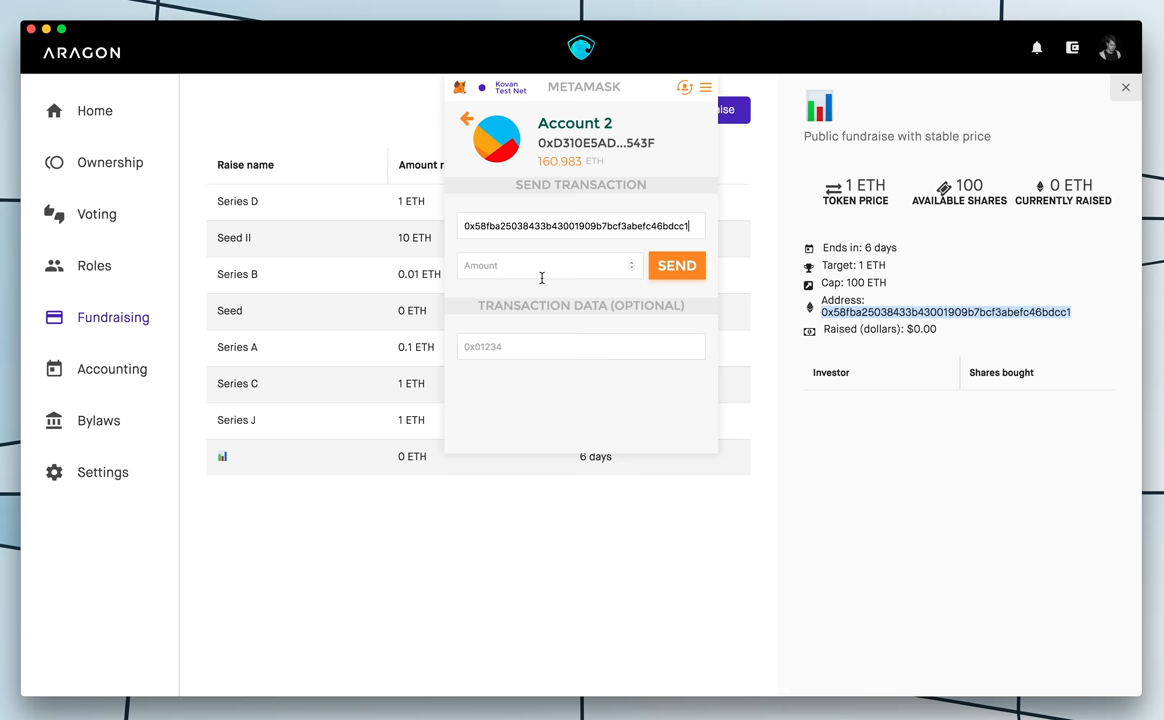 ARAGON
Home
Ownership
Voting
Roles
Fundraising
Accounting
Bylaws
Settings
Raise name
Series D
1 ETH
Seed II
10 ETH
Series B
0.01 ETH
Seed
0 ETH
Series A
0.1 ETH
Series C
1 ETH
Series J
1 ETH
0 ETH
6 days
Kovan
Test Net
METAMASK
Account 2
0xD310E5AD...543F
160.983 ETH
SEND TRANSACTION
0x58fba25038433b43001909b7bcf3abefc46bdcc1
Amount
SEND
TRANSACTION DATA (OPTIONAL)
0x01234
Public fundraise with stable price
1 ETH
TOKEN PRICE
100
AVAILABLE SHARES
0 ETH
CURRENTLY RAISED
Ends in: 6 days
Target: 1 ETH
Cap: 100 ETH
Address:
0x58fba25038433b43001909b7bcf3abefc46bdcc1
Raised (dollars): $0.00
Investor
Shares bought